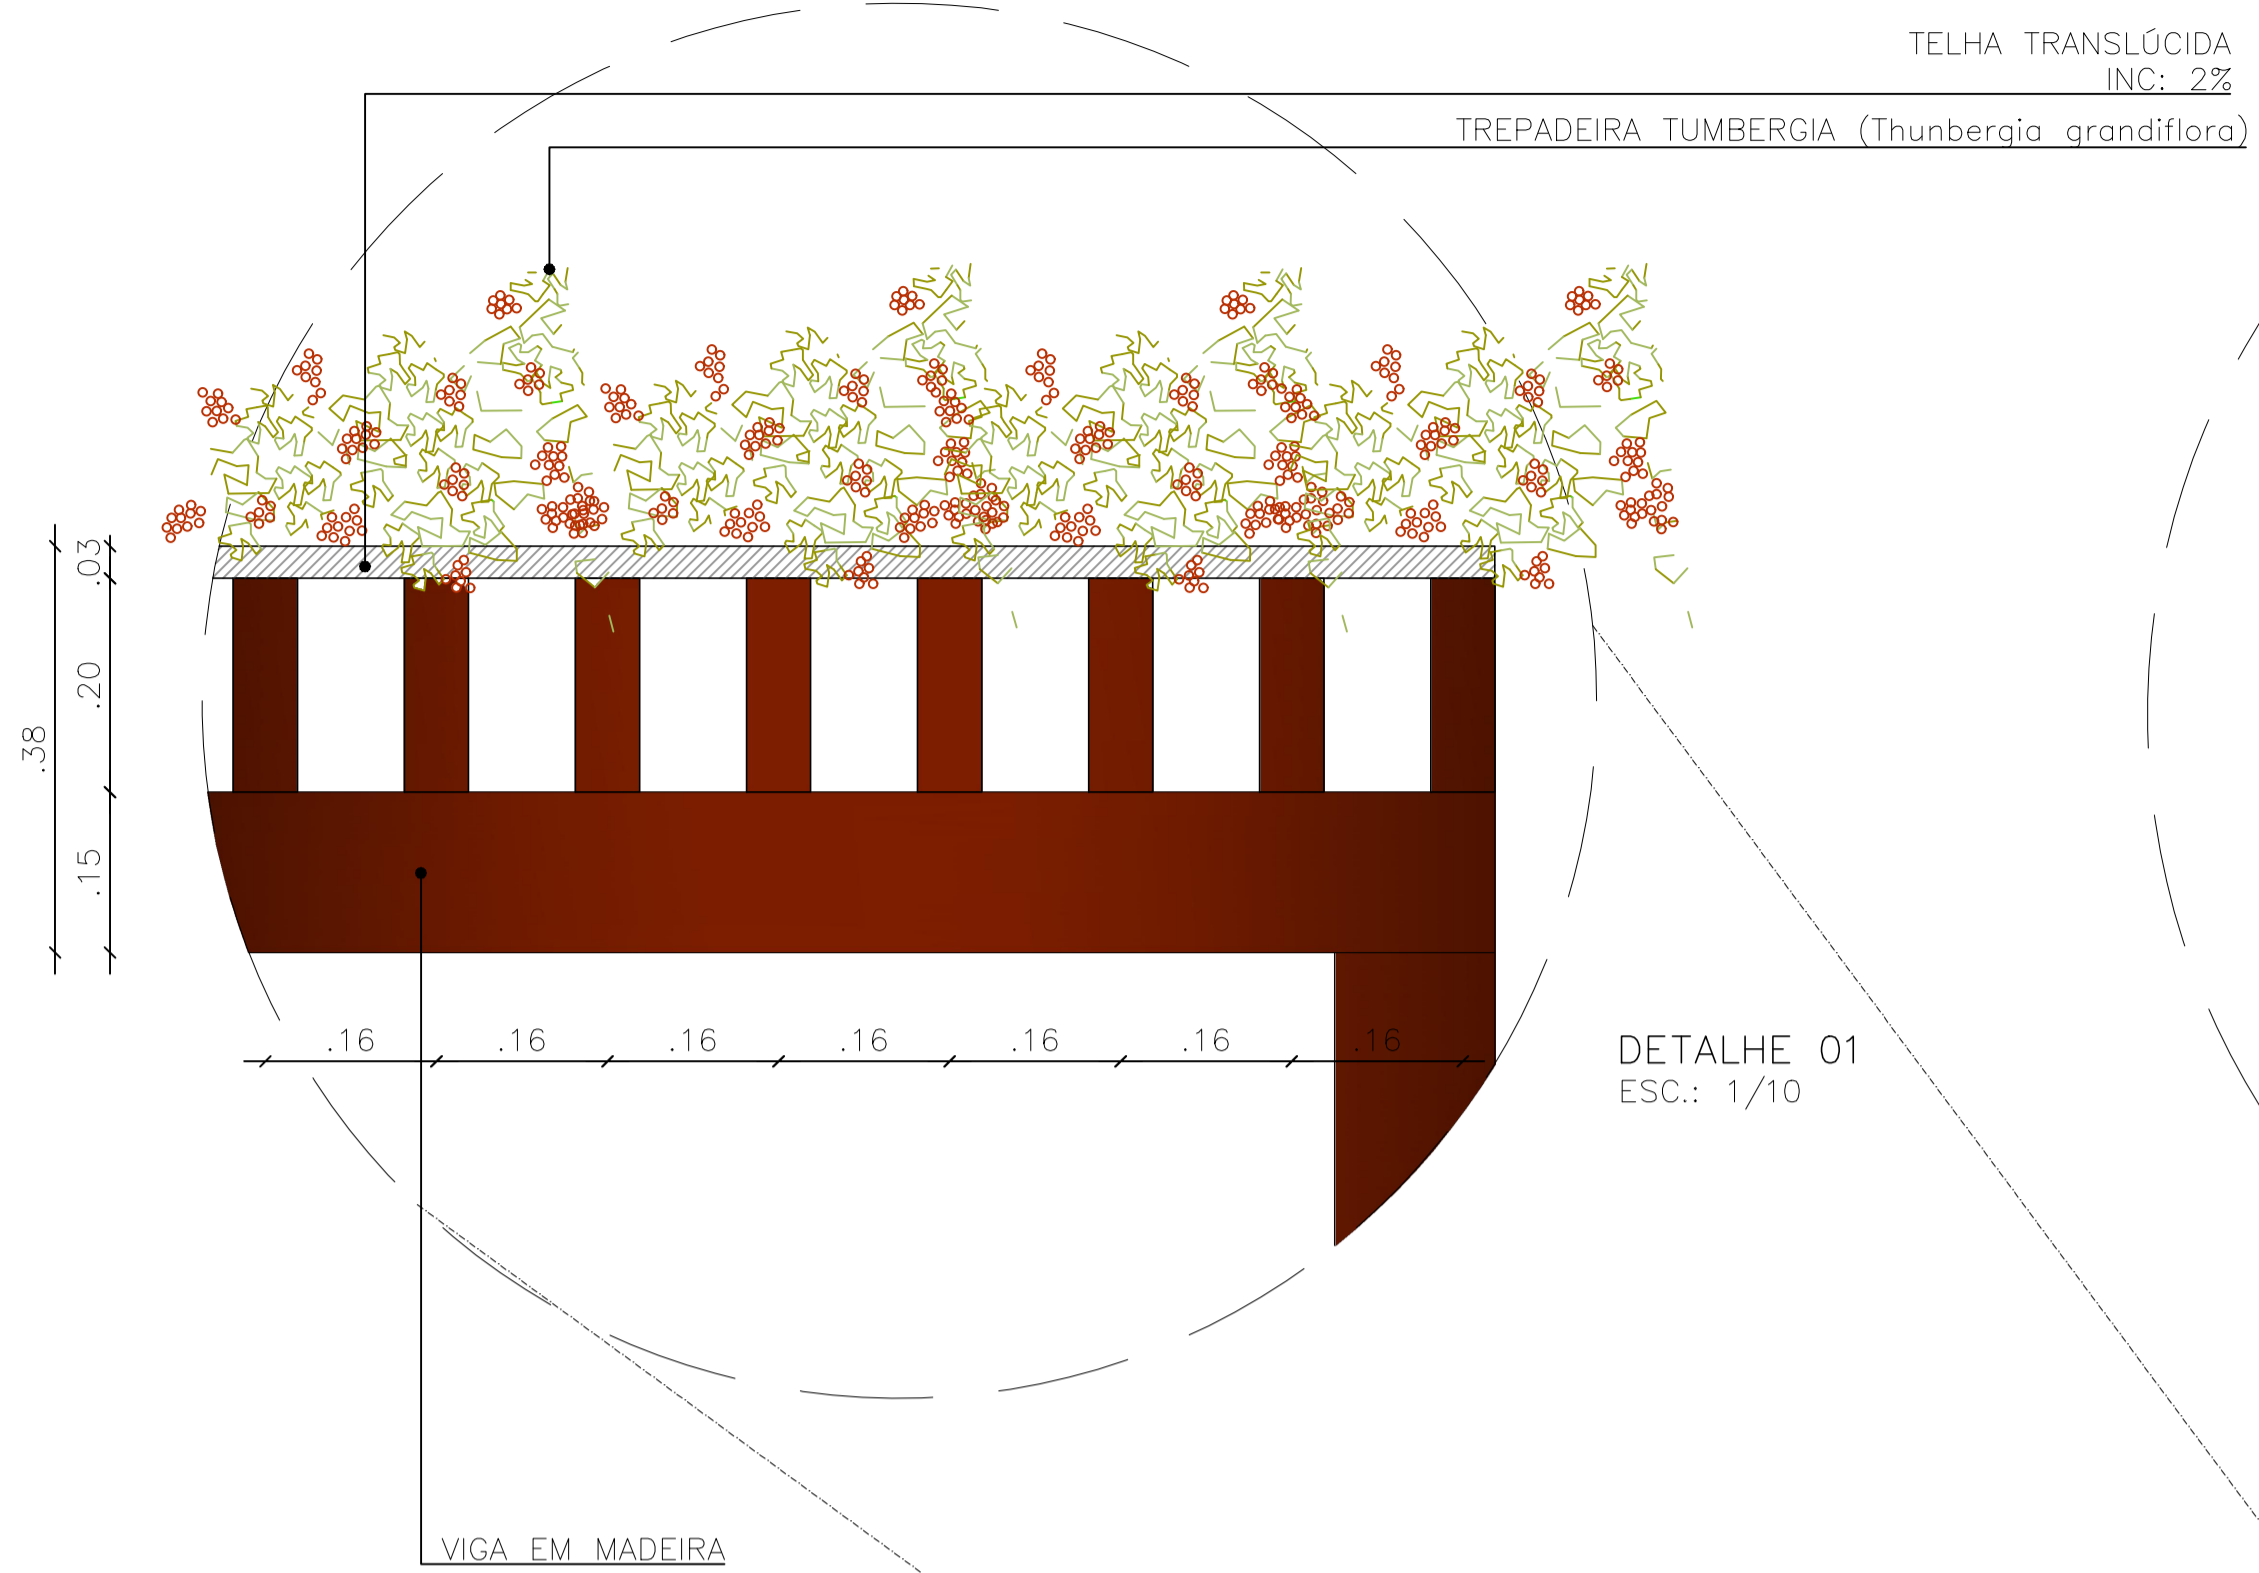 TELHA TRANSLÚCIDA
INC: 2%
TREPADEIRA TUMBERGIA (Thunbergia grandiflora)
.03
.20
.38
.15
.16 .16 .16 .16 .16 .16 .16
DETALHE 01
ESC.: 1/10
VIGA EM MADEIRA